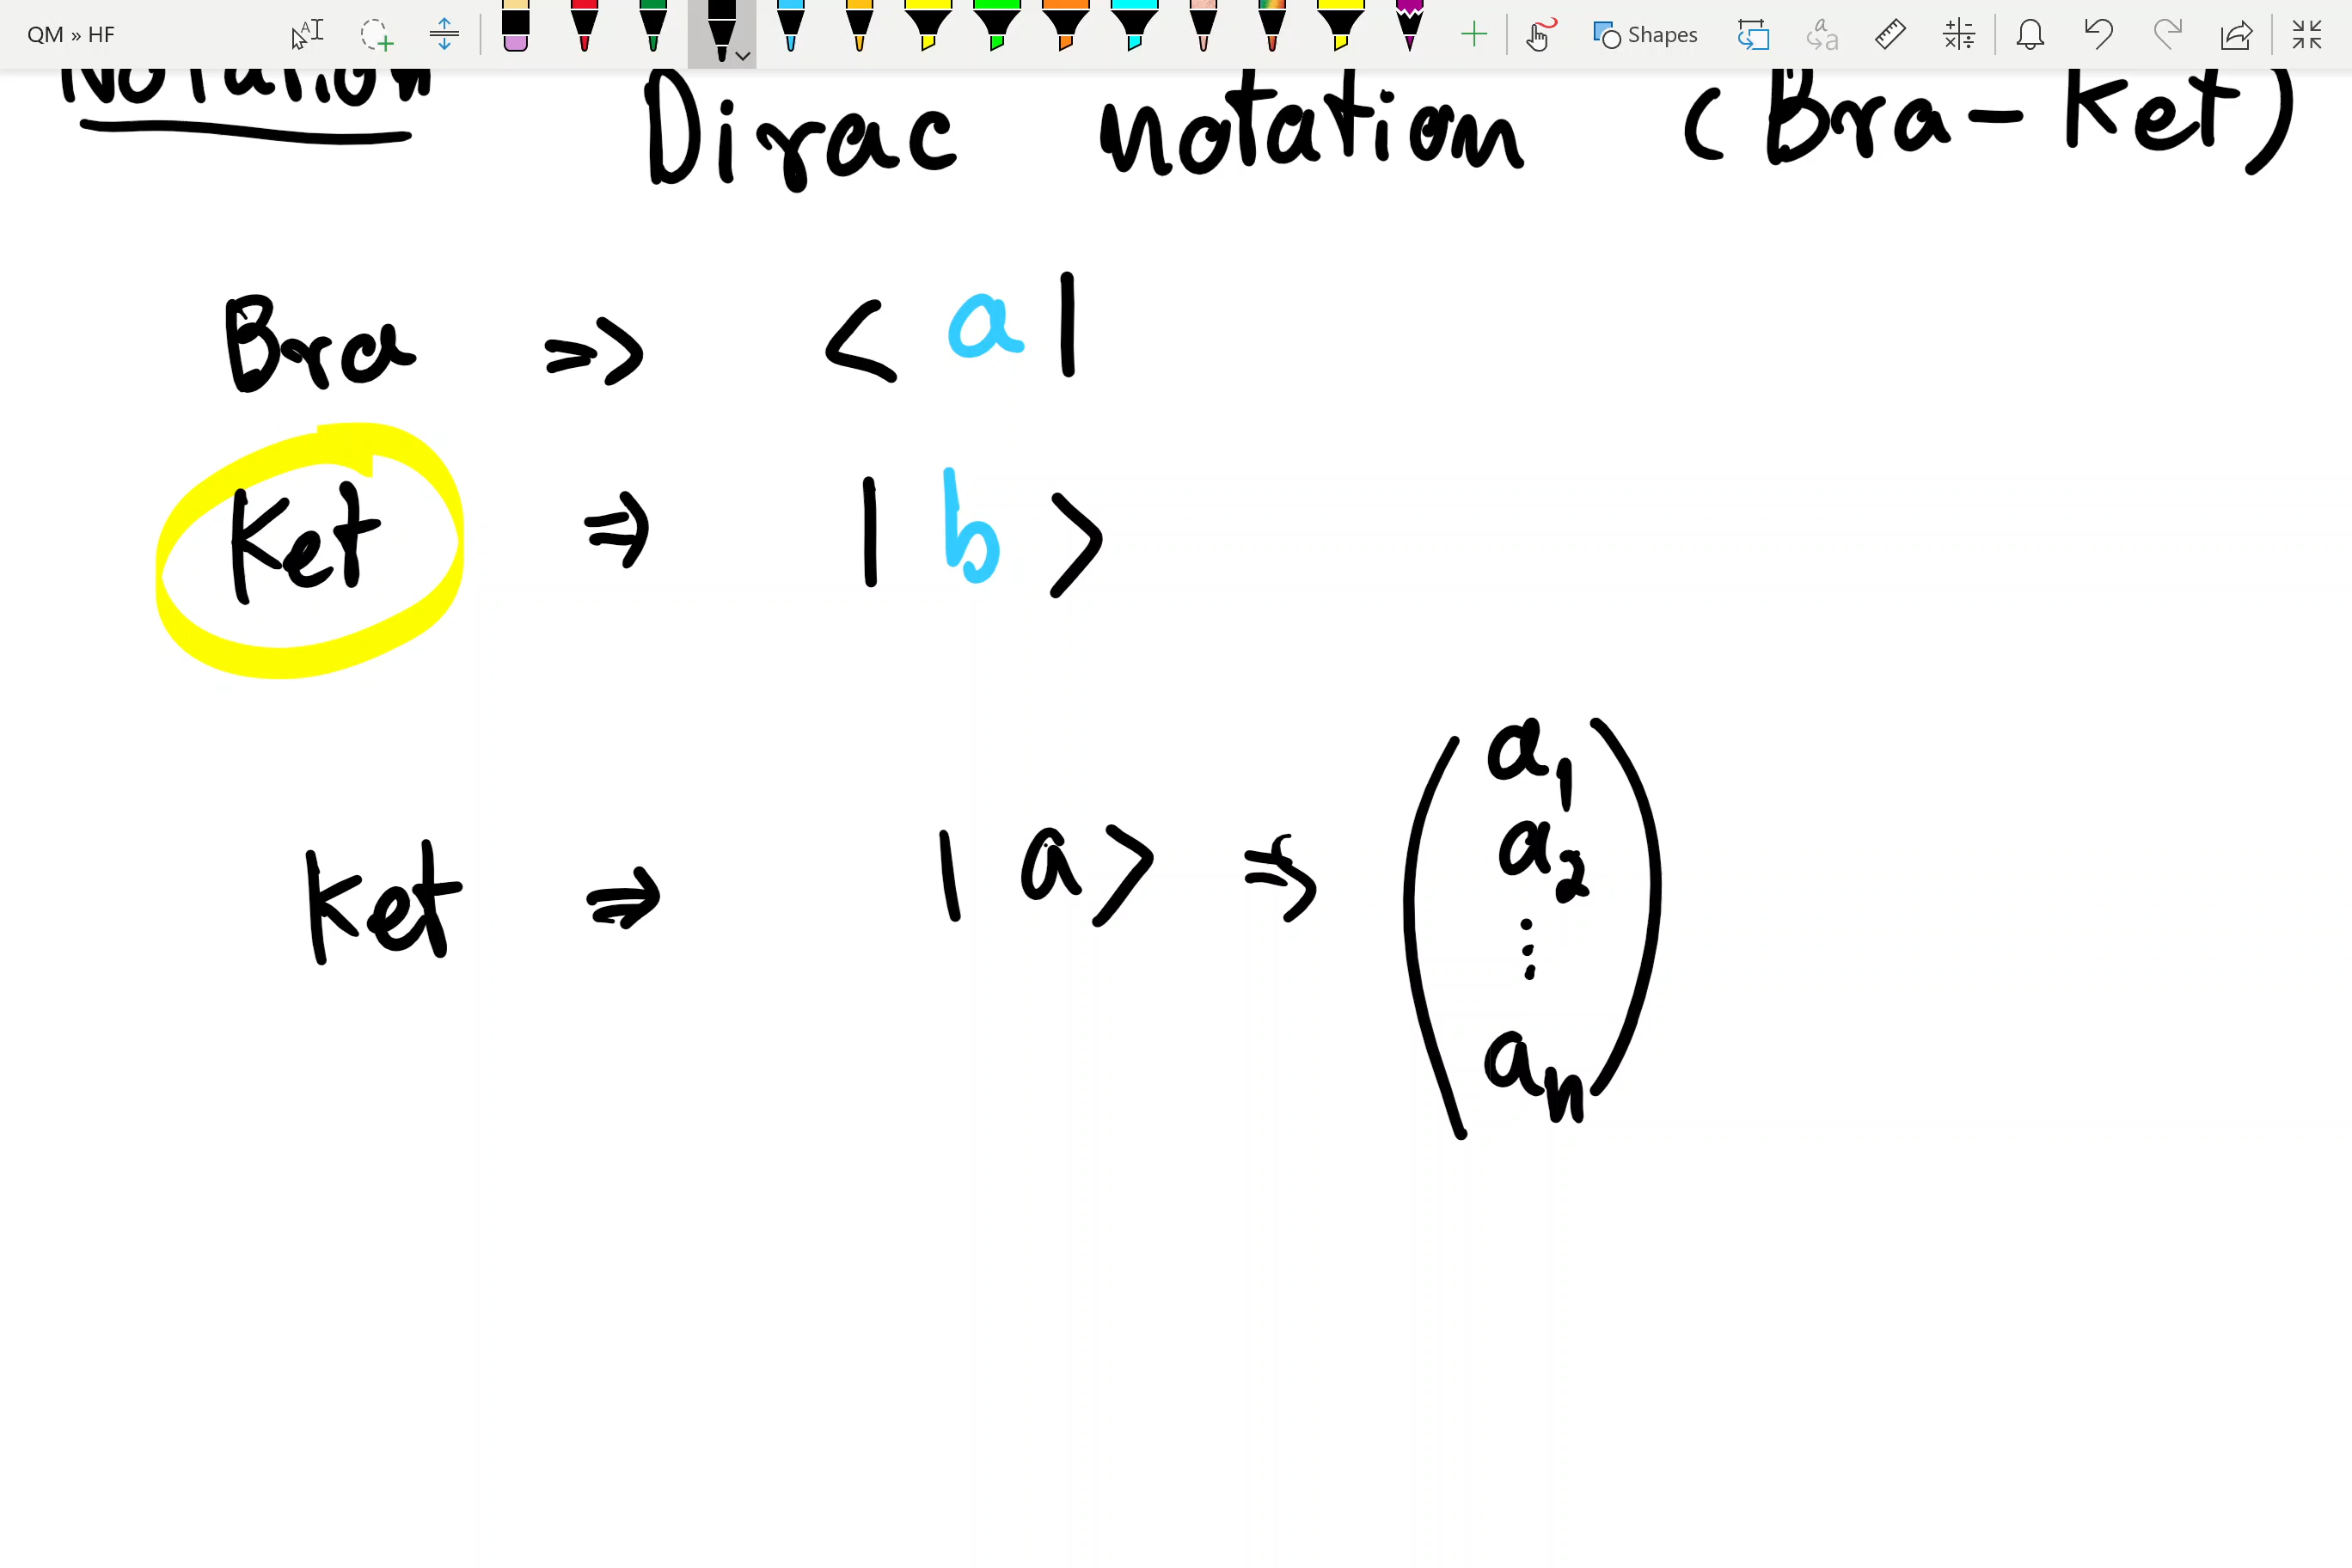 QM » HF
Shapes
Notation Dirac notation (Bra-Ket)
Bra => <a|
Ket => |b>
Ket => |a> => (a₁
a₂
⋮
aₙ)